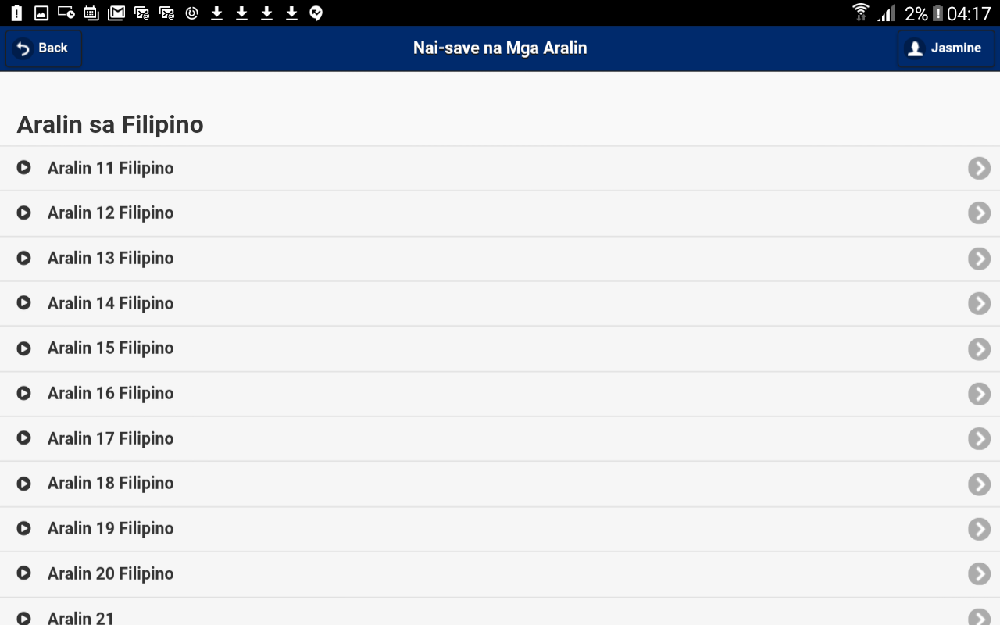 2% 04:17
Back Nai-save na Mga Aralin Jasmine
Aralin sa Filipino
Aralin 11 Filipino
Aralin 12 Filipino
Aralin 13 Filipino
Aralin 14 Filipino
Aralin 15 Filipino
Aralin 16 Filipino
Aralin 17 Filipino
Aralin 18 Filipino
Aralin 19 Filipino
Aralin 20 Filipino
Aralin 21